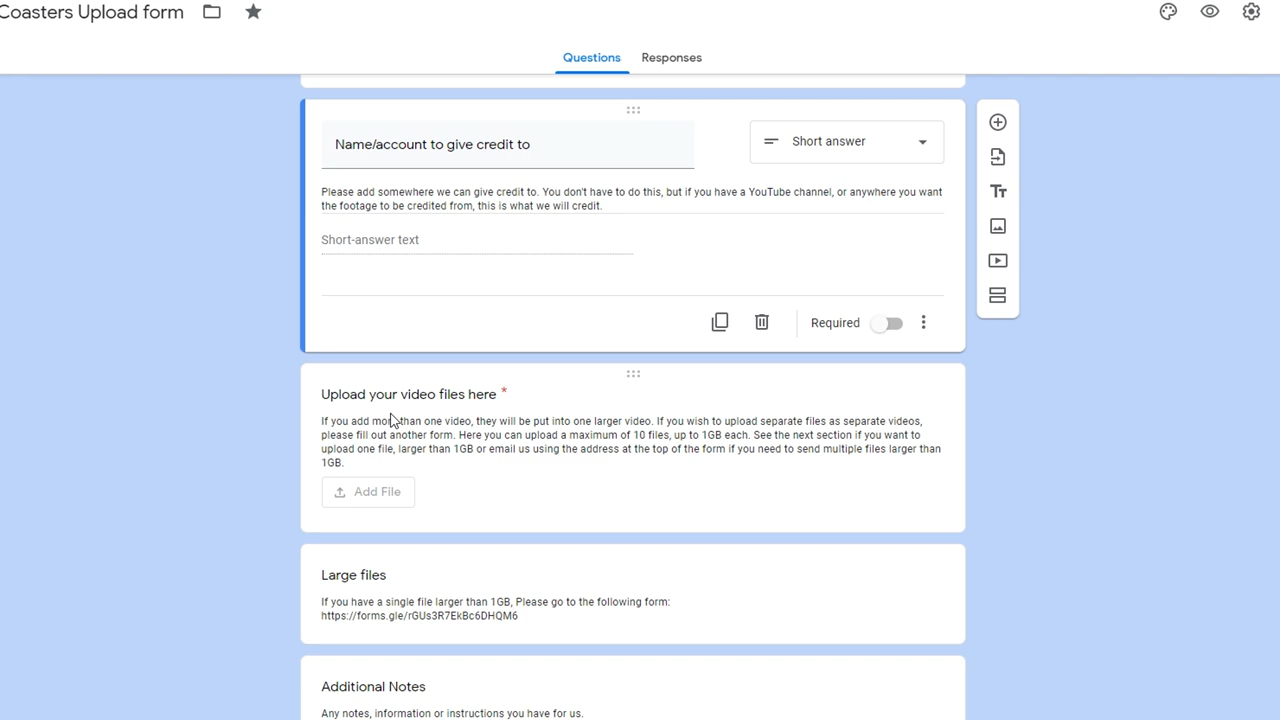 Coasters Upload form
Questions Responses
Name/account to give credit to
Short answer
Please add somewhere we can give credit to. You don't have to do this, but if you have a YouTube channel, or anywhere you want
the footage to be credited from, this is what we will credit.
Short-answer text
Required
Upload your video files here *
If you add more than one video, they will be put into one larger video. If you wish to upload separate files as separate videos,
please fill out another form. Here you can upload a maximum of 10 files, up to 1GB each. See the next section if you want to
upload one file, larger than 1GB or email us using the address at the top of the form if you need to send multiple files larger than
1GB.
Add File
Large files
If you have a single file larger than 1GB, Please go to the following form:
https://forms.gle/rGUs3R7EkBc6DHQM6
Additional Notes
Any notes, information or instructions you have for us.